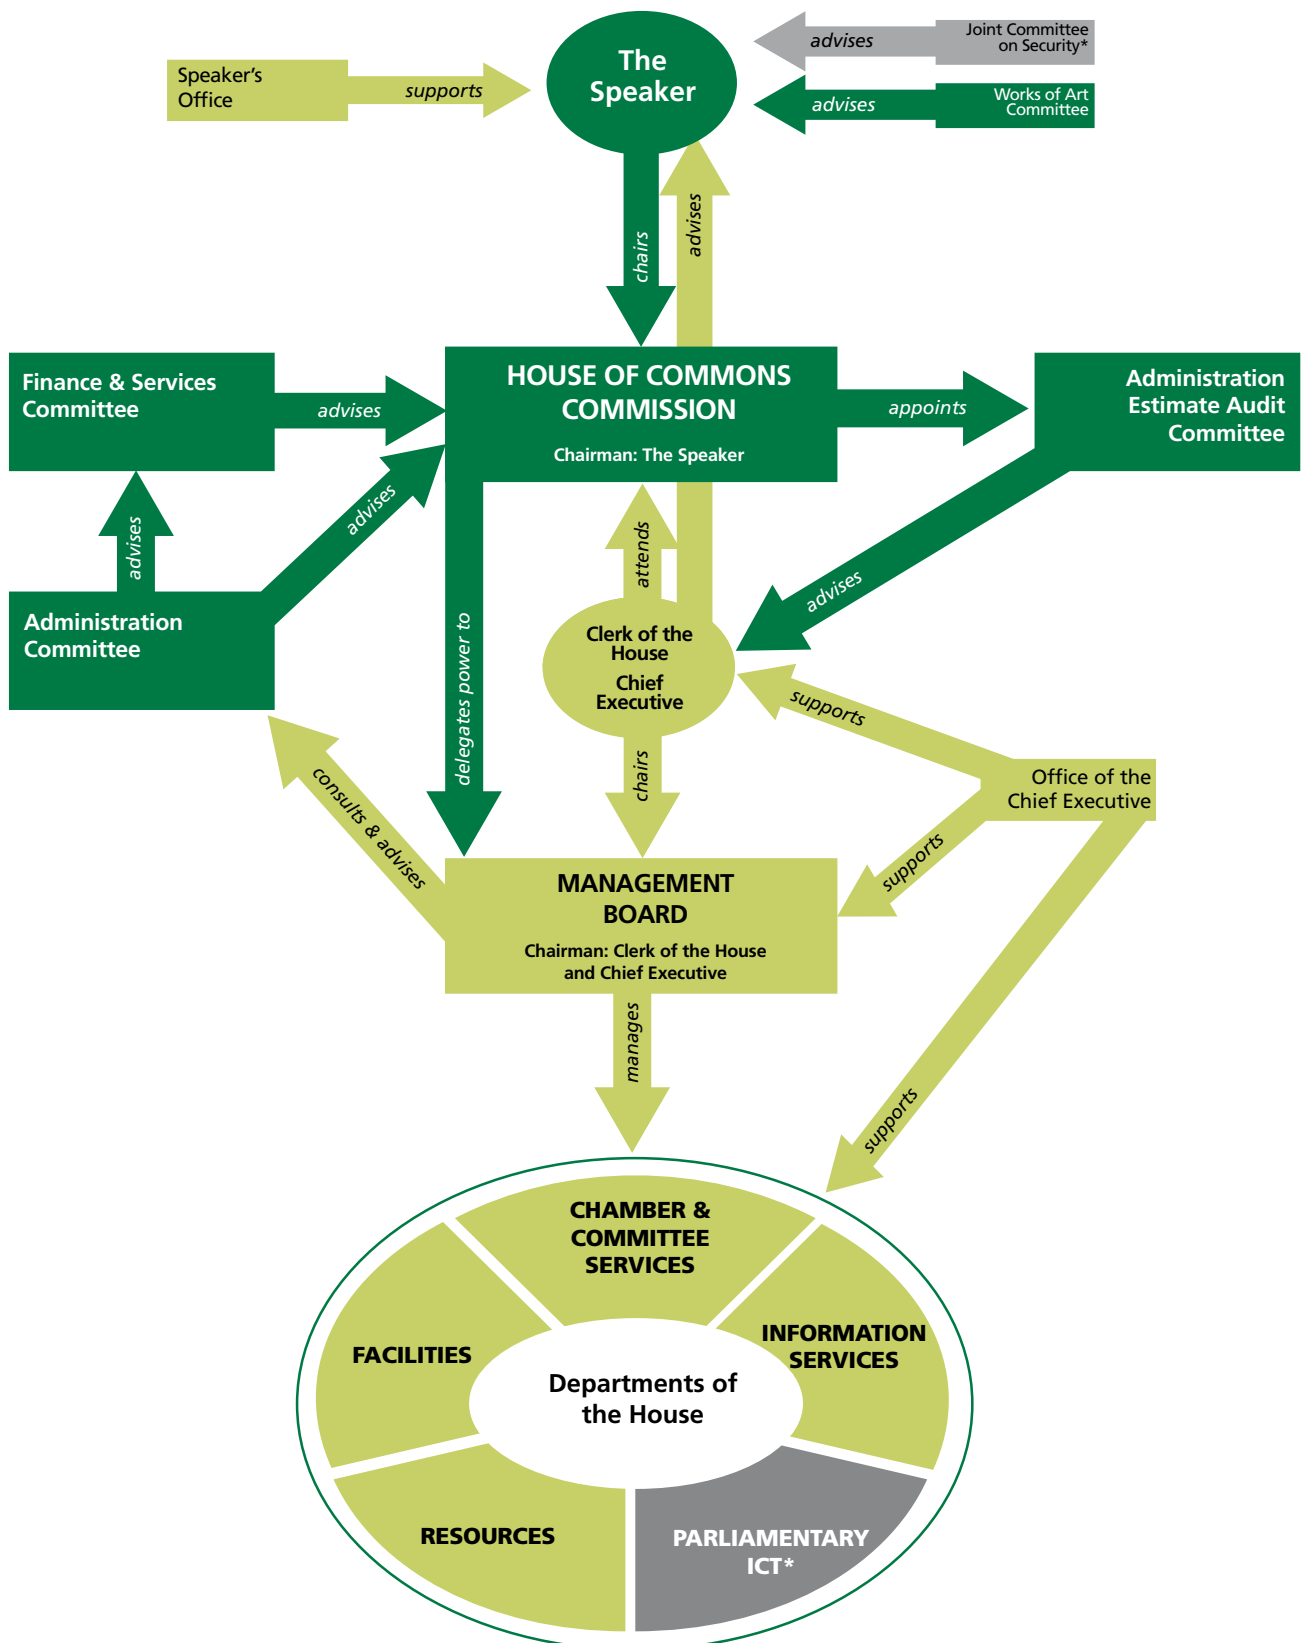 The
Speaker
Speaker's
Office
supports
advises
Joint Committee
on Security*
advises
Works of Art
Committee
chairs
advises
Finance & Services
Committee
advises
HOUSE OF COMMONS
COMMISSION
Chairman: The Speaker
appoints
Administration
Estimate Audit
Committee
advises
advises
attends
advises
Administration
Committee
delegates power to
Clerk of the
House
Chief
Executive
supports
chairs
consults & advises
Office of the
Chief Executive
supports
MANAGEMENT
BOARD
Chairman: Clerk of the House
and Chief Executive
manages
supports
CHAMBER &
COMMITTEE
SERVICES
FACILITIES
INFORMATION
SERVICES
Departments of
the House
RESOURCES
PARLIAMENTARY
ICT*